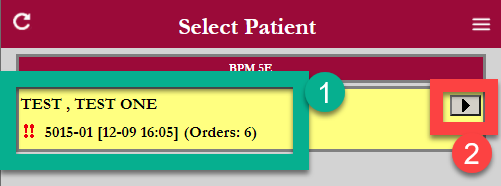 Select Patient
BPM 5E
TEST , TEST ONE
!! 5015-01 [12-09 16:05] (Orders: 6)
1
2